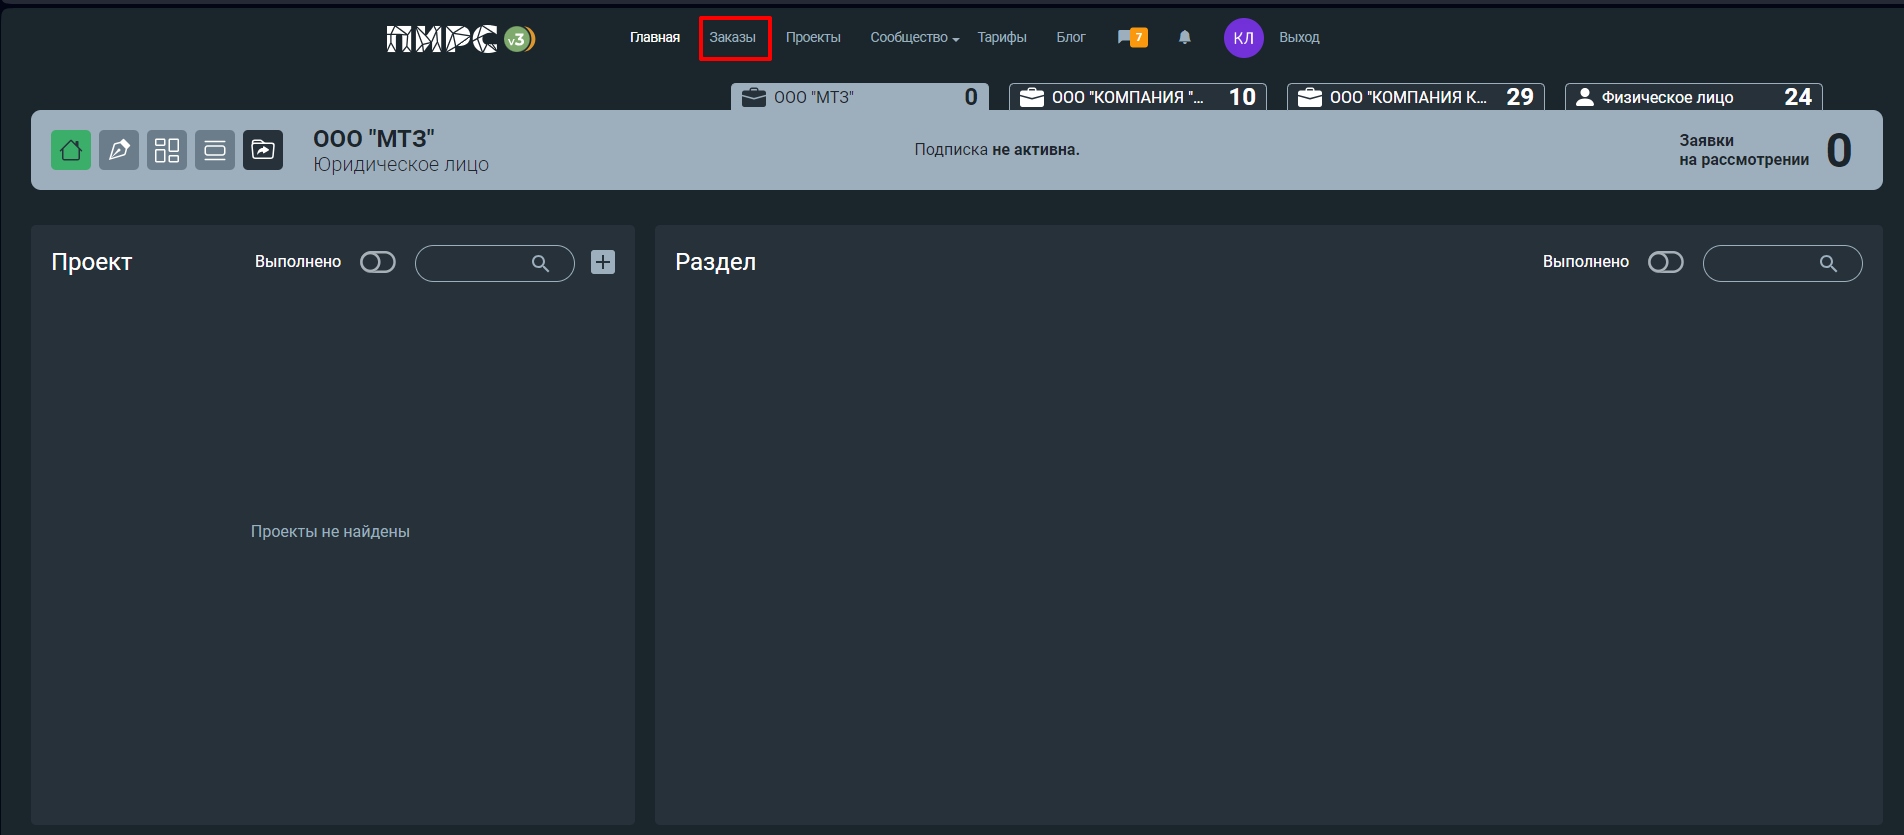 ПИРС v3
Главная
Заказы
Проекты
Сообщество
Тарифы
Блог
7
КЛ
Выход
ООО "МТЗ" 0
ООО "КОМПАНИЯ "... 10
ООО "КОМПАНИЯ К... 29
Физическое лицо 24
ООО "МТЗ"
Юридическое лицо
Подписка не активна.
Заявки
на рассмотрении
0
Проект
Выполнено
Раздел
Выполнено
Проекты не найдены